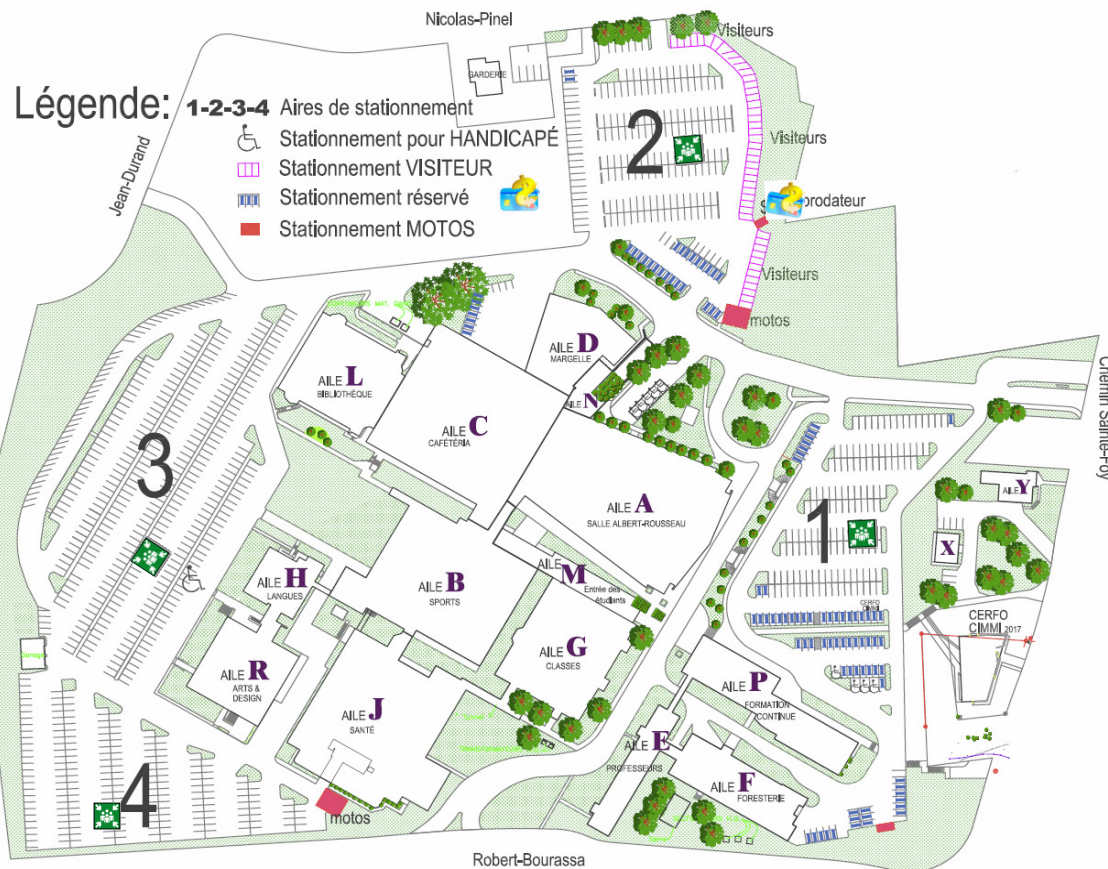 Nicolas-Pinel
Visiteurs
GARDERIE
Légende: 1-2-3-4 Aires de stationnement
Stationnement pour HANDICAPÉ
Stationnement VISITEUR
Stationnement réservé
Stationnement MOTOS
Jean-Durand
2
Visiteurs
Visiteurs
motos
Chemin Sainte-Foy
AILE D
MARGELLE
AILE L
BIBLIOTHÈQUE
AILE N
AILE C
CAFÉTÉRIA
3
AILE A
SALLE ALBERT-ROUSSEAU
1
AILE Y
X
AILE M
Entrée des
étudiants
AILE H
LANGUES
AILE B
SPORTS
CERFO
CIMMI
CERFO
CIMMI 2017
AILE G
CLASSES
Garage
AILE R
ARTS &
DESIGN
AILE P
FORMATION
CONTINUE
AILE J
SANTÉ
AILE E
PROFESSEURS
AILE F
FORESTERIE
4
motos
Robert-Bourassa